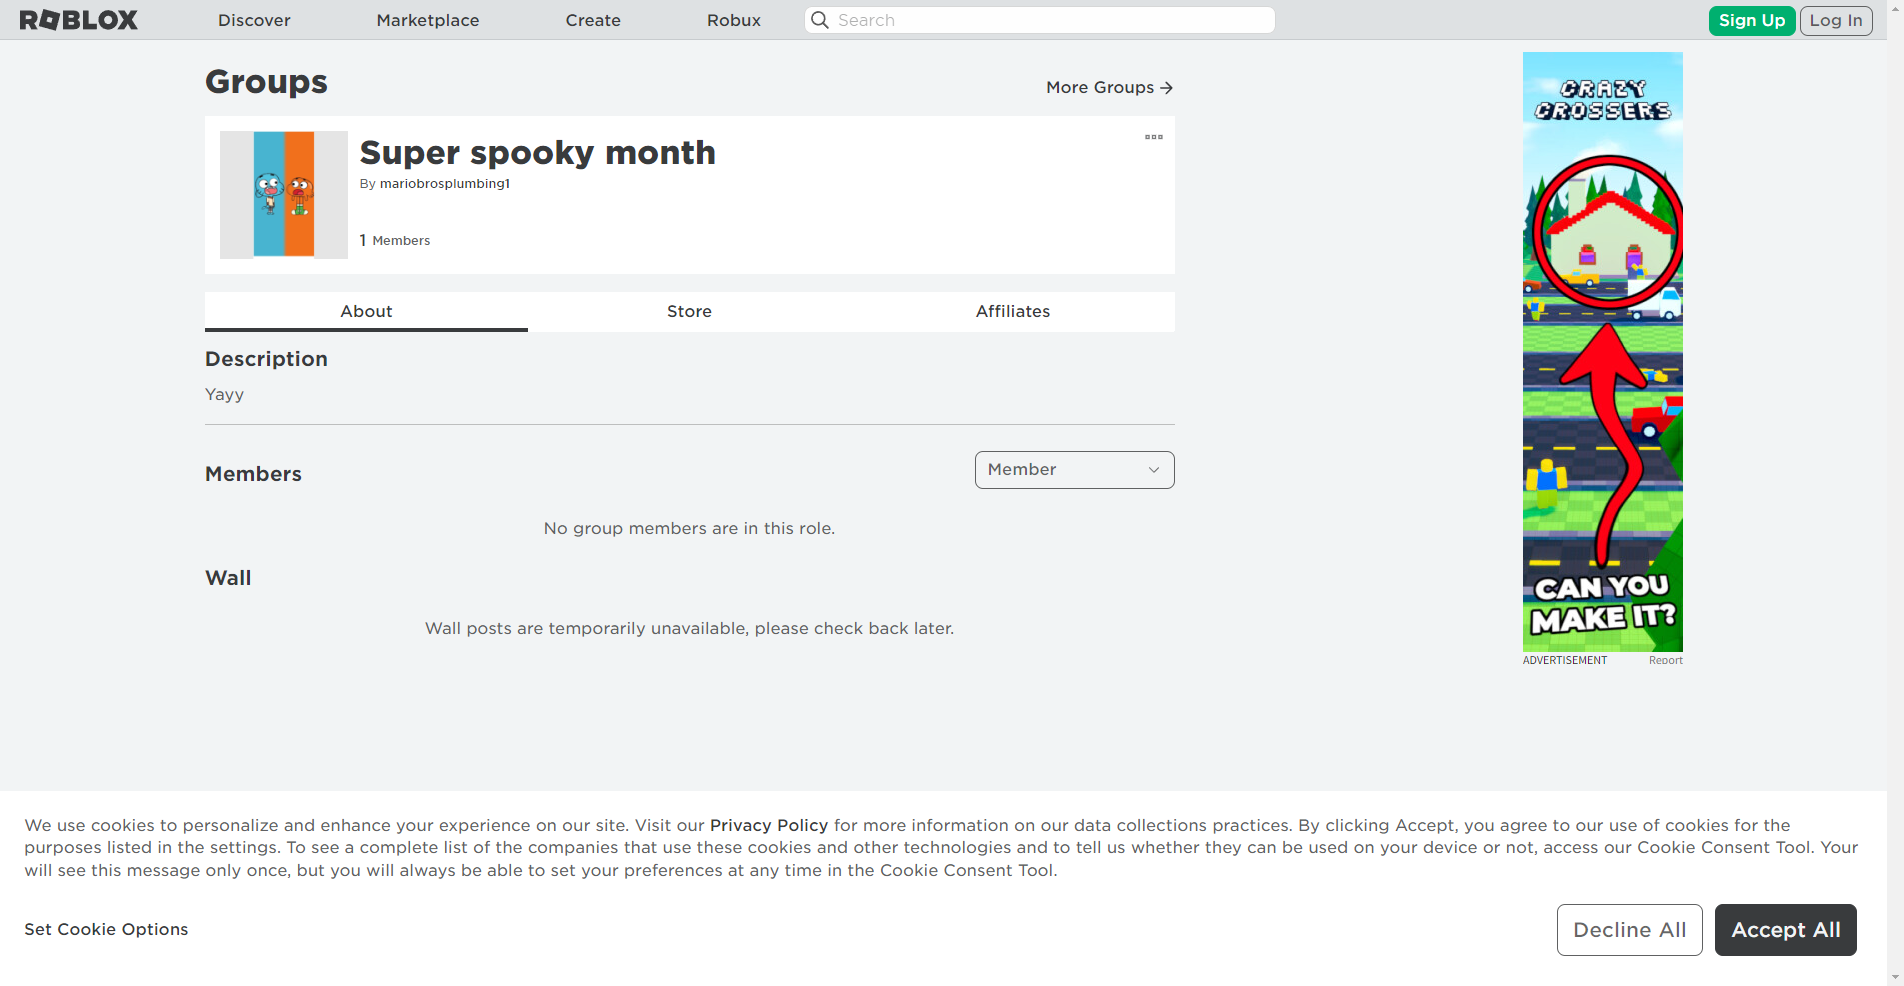 ROBLOX
Discover
Marketplace
Create
Robux
Search
Sign Up
Log In
Groups
More Groups
Super spooky month
By mariobrosplumbing1
1 Members
About
Store
Affiliates
Description
Yayy
Members
Member
No group members are in this role.
Wall
Wall posts are temporarily unavailable, please check back later.
CRAZY
CROSSERS
CAN YOU
MAKE IT?
ADVERTISEMENT
Report
We use cookies to personalize and enhance your experience on our site. Visit our Privacy Policy for more information on our data collections practices. By clicking Accept, you agree to our use of cookies for the
purposes listed in the settings. To see a complete list of the companies that use these cookies and other technologies and to tell us whether they can be used on your device or not, access our Cookie Consent Tool. Your
will see this message only once, but you will always be able to set your preferences at any time in the Cookie Consent Tool.
Set Cookie Options
Decline All
Accept All